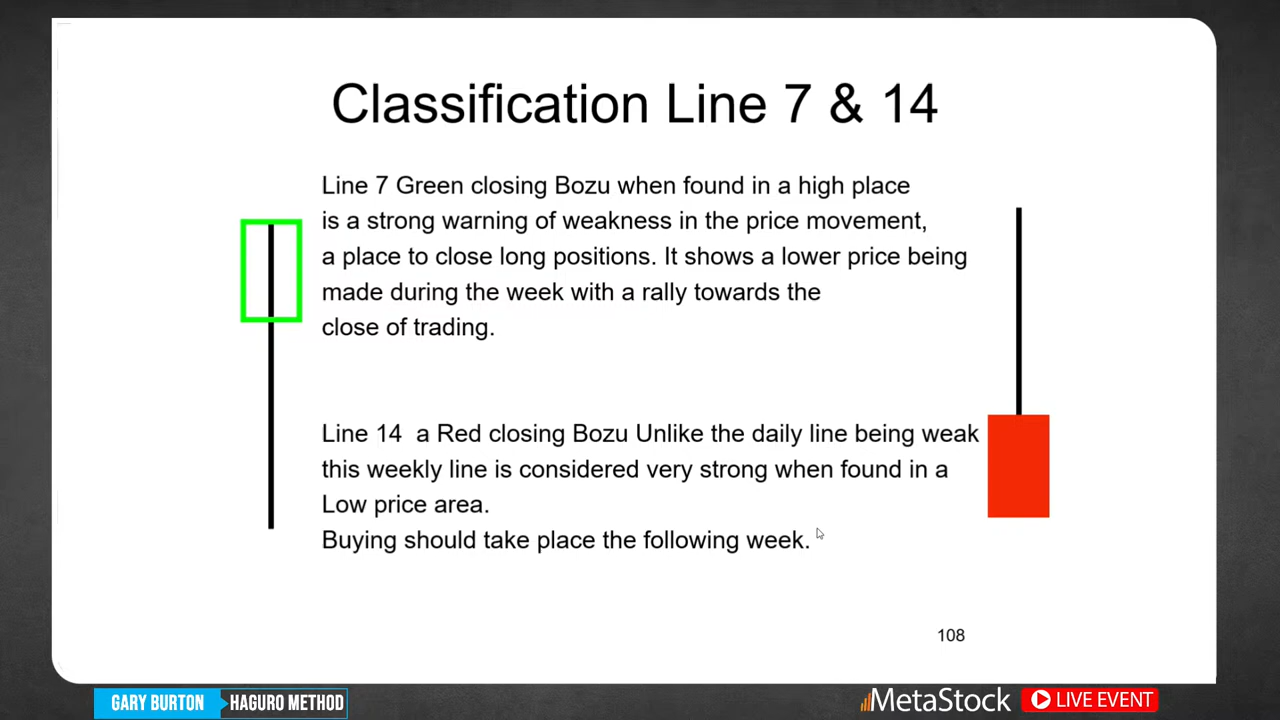 Classification Line 7 & 14
Line 7 Green closing Bozu when found in a high place
is a strong warning of weakness in the price movement,
a place to close long positions. It shows a lower price being
made during the week with a rally towards the
close of trading.
Line 14 a Red closing Bozu Unlike the daily line being weak
this weekly line is considered very strong when found in a
Low price area.
Buying should take place the following week.
108
GARY BURTON HAGURO METHOD
MetaStock LIVE EVENT